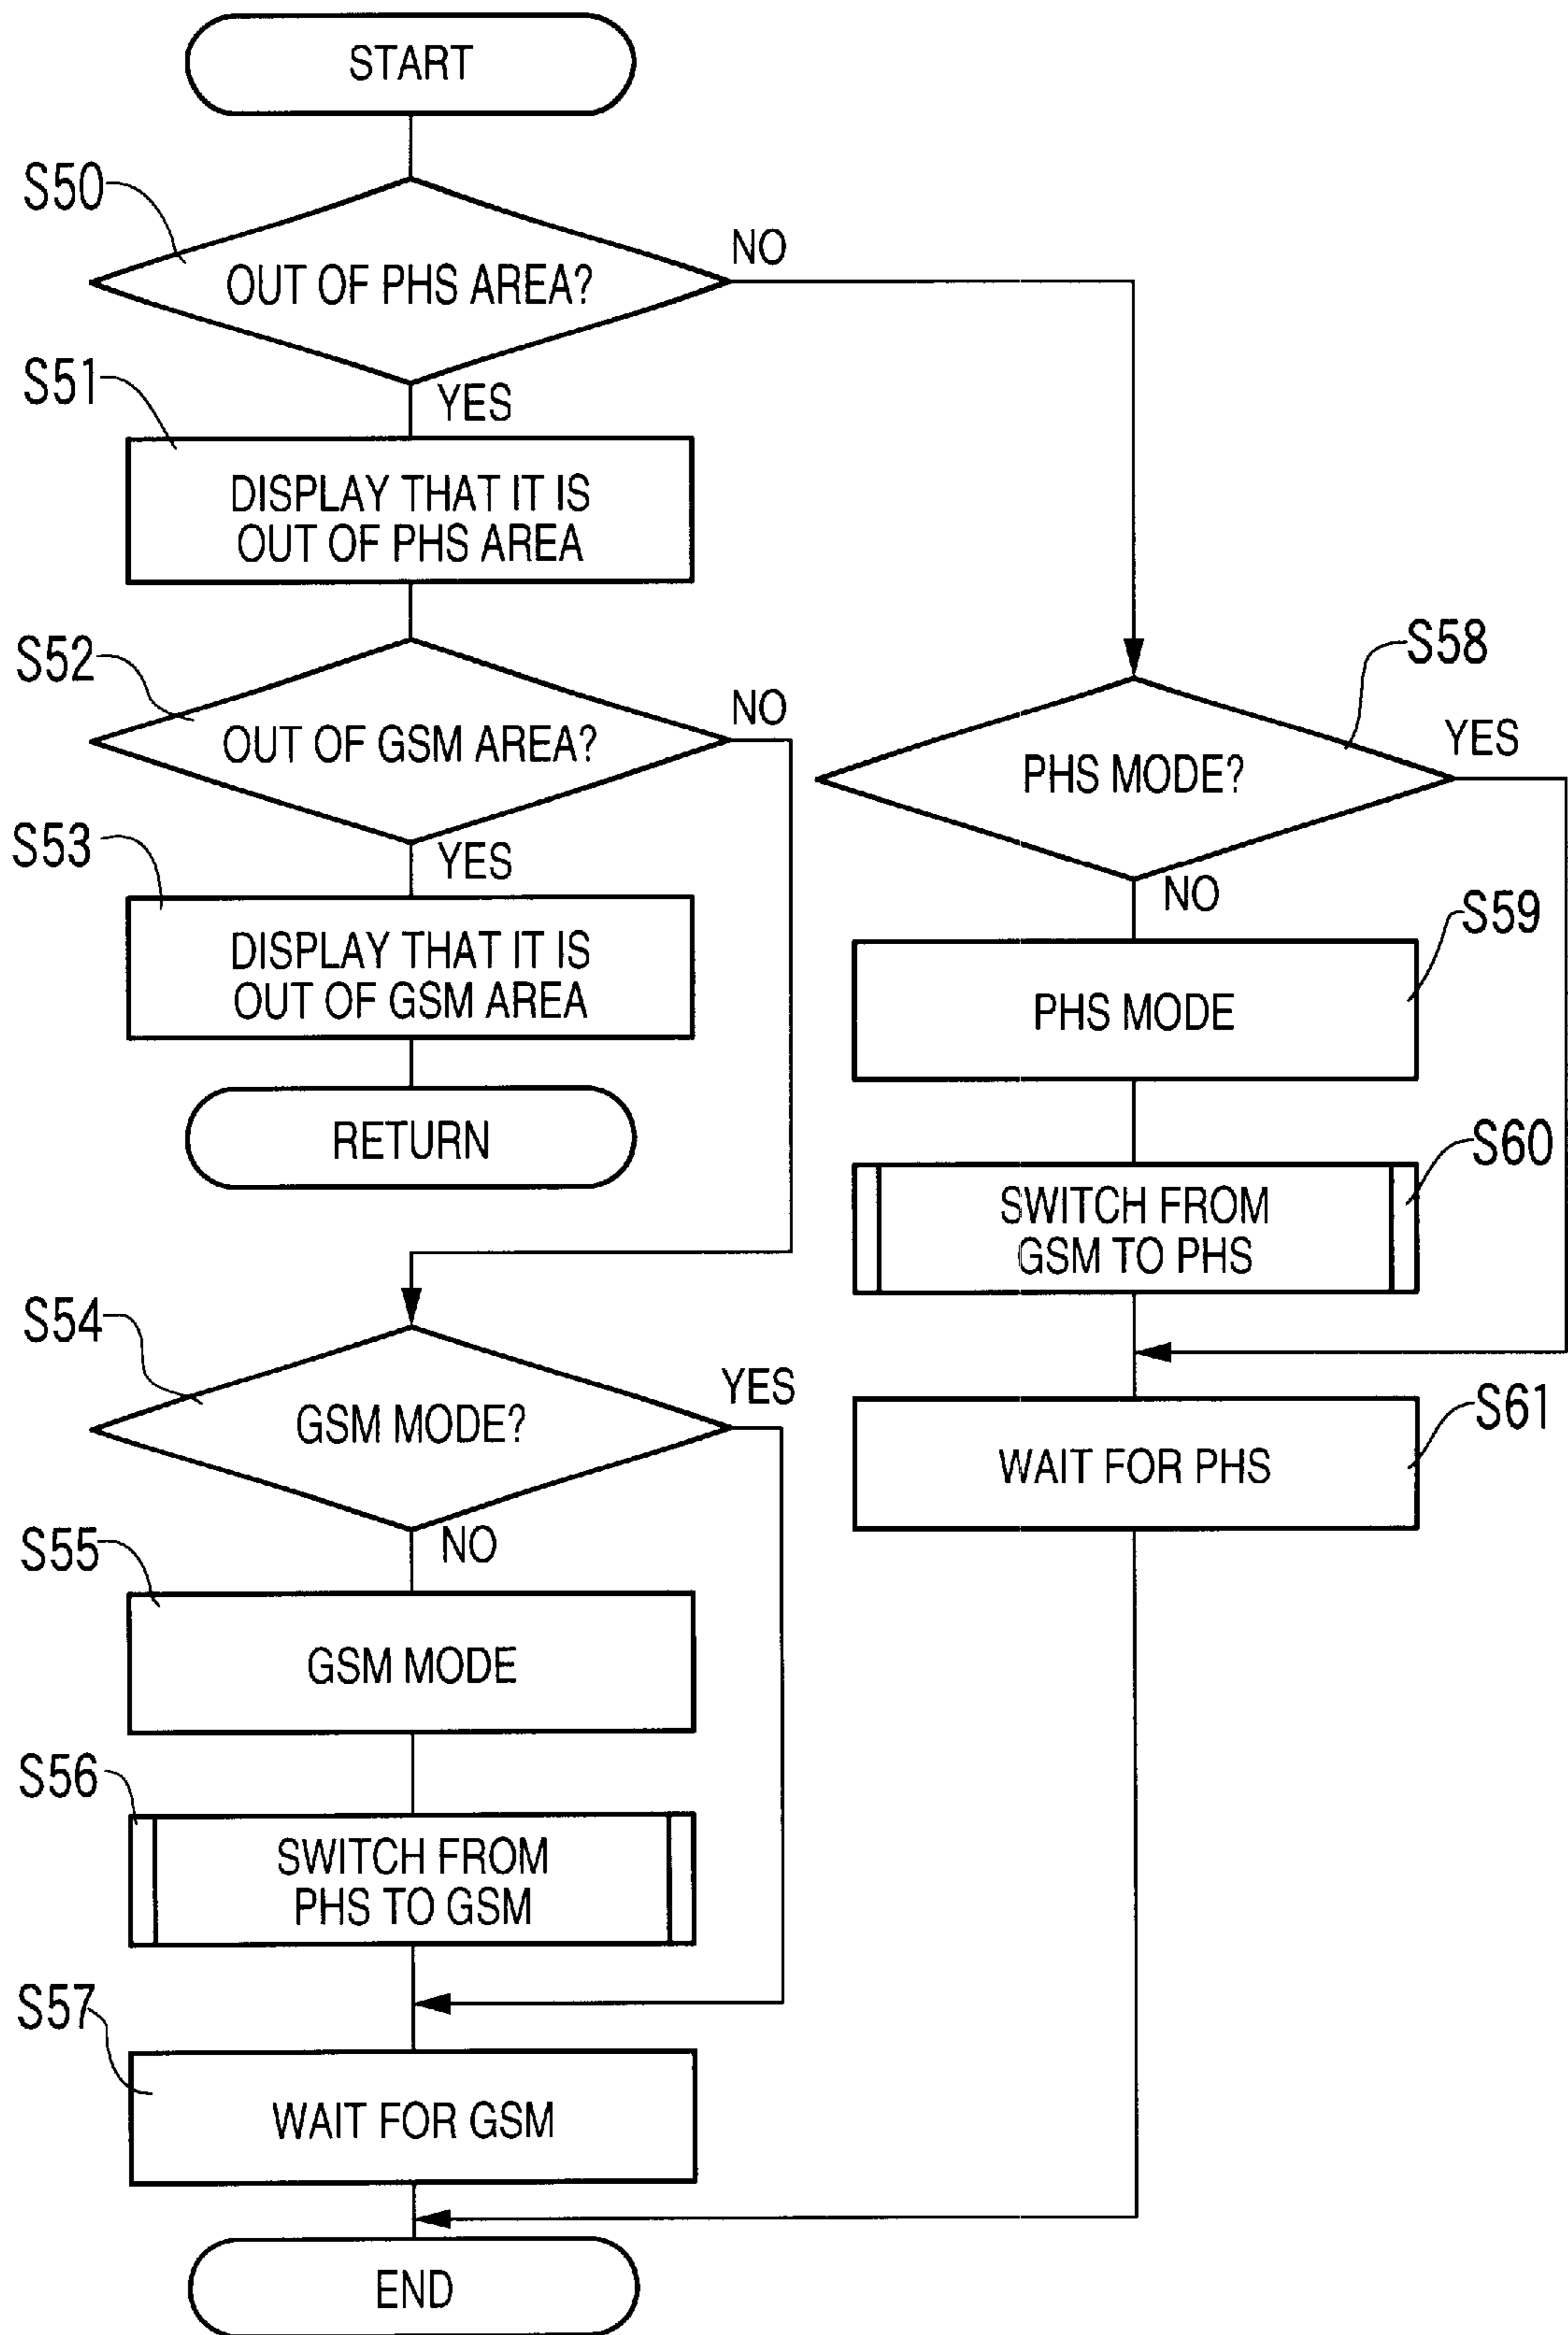 START
S50
OUT OF PHS AREA?
NO
S51
YES
DISPLAY THAT IT IS
OUT OF PHS AREA
S52
OUT OF GSM AREA?
NO
S53
YES
DISPLAY THAT IT IS
OUT OF GSM AREA
RETURN
S54
GSM MODE?
YES
S55
NO
GSM MODE
S56
SWITCH FROM
PHS TO GSM
S57
WAIT FOR GSM
END
S58
PHS MODE?
YES
NO
S59
PHS MODE
S60
SWITCH FROM
GSM TO PHS
S61
WAIT FOR PHS